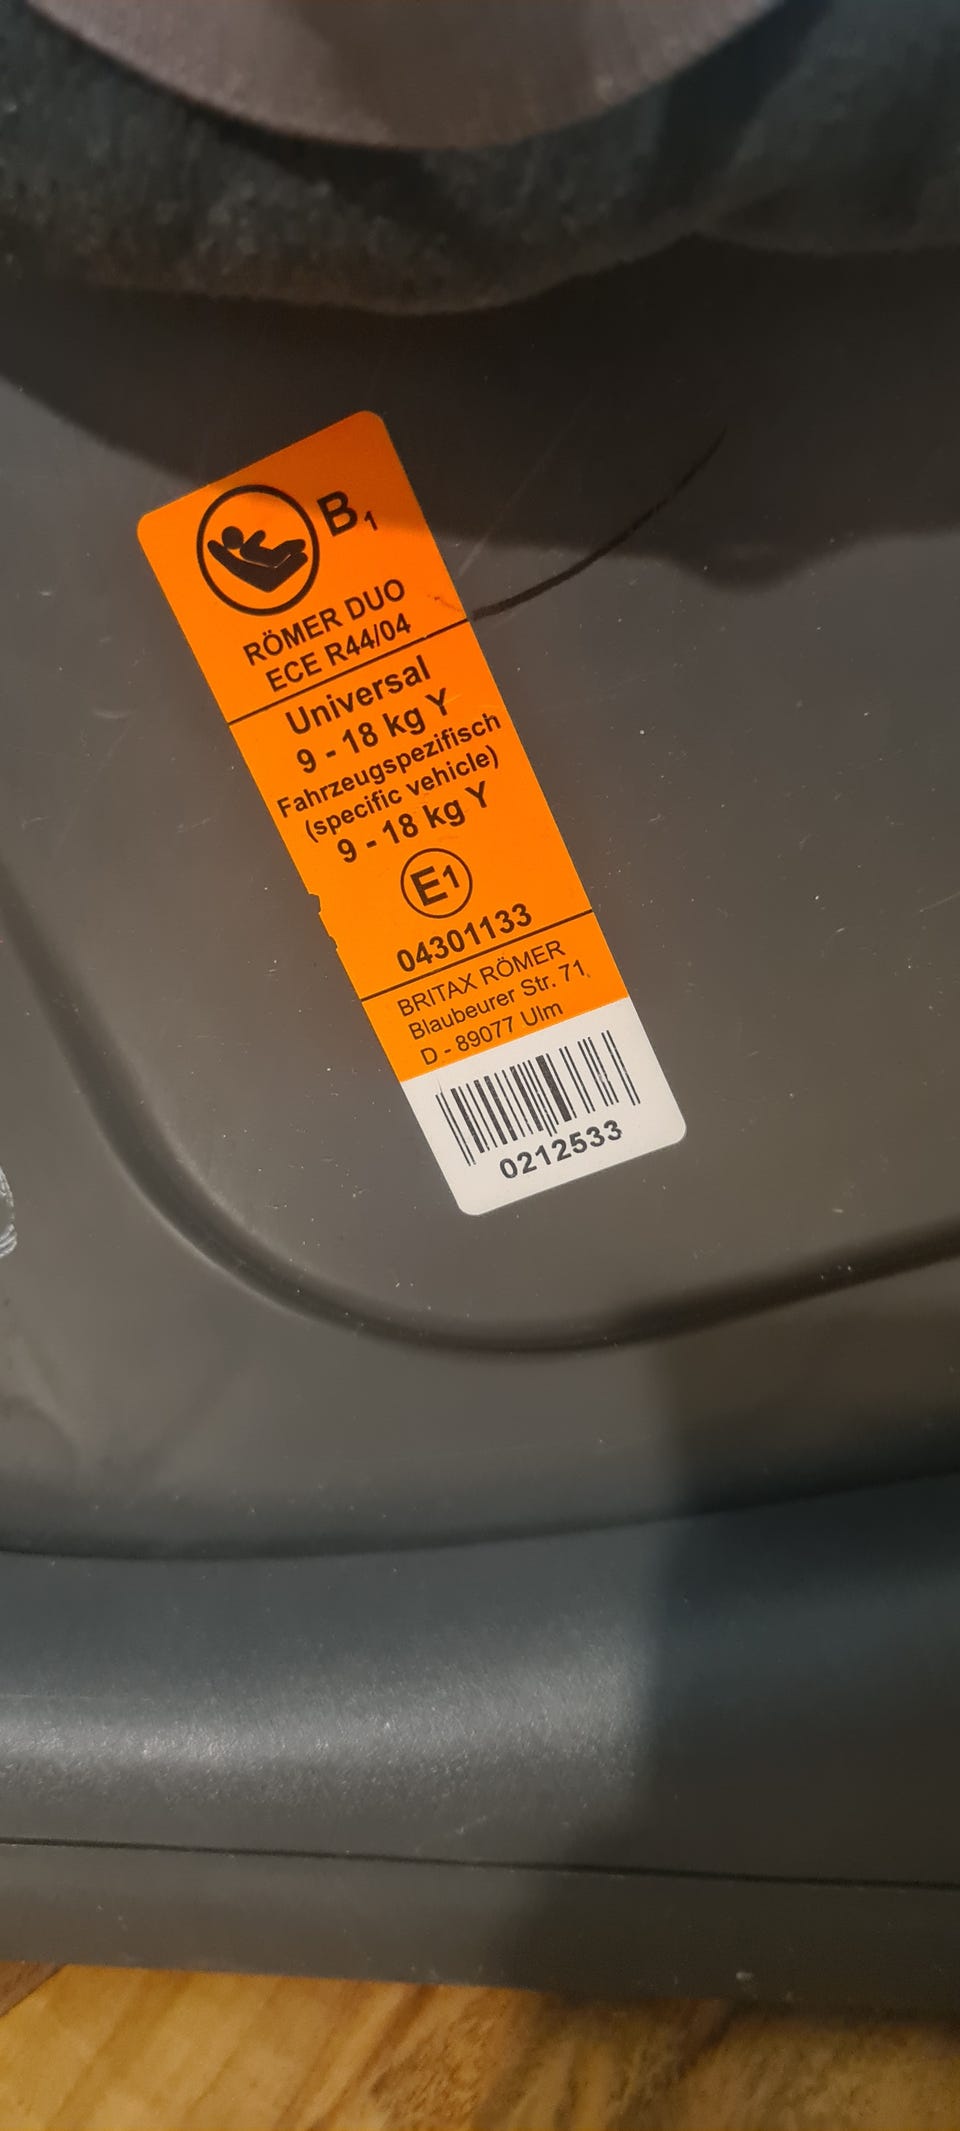 B1
RÖMER DUO
ECE R44/04
Universal
9 - 18 kg Y
Fahrzeugspezifisch
(specific vehicle)
9 - 18 kg Y
E1
04301133
BRITAX RÖMER
Blaubeurer Str. 71
D - 89077 Ulm
0212533